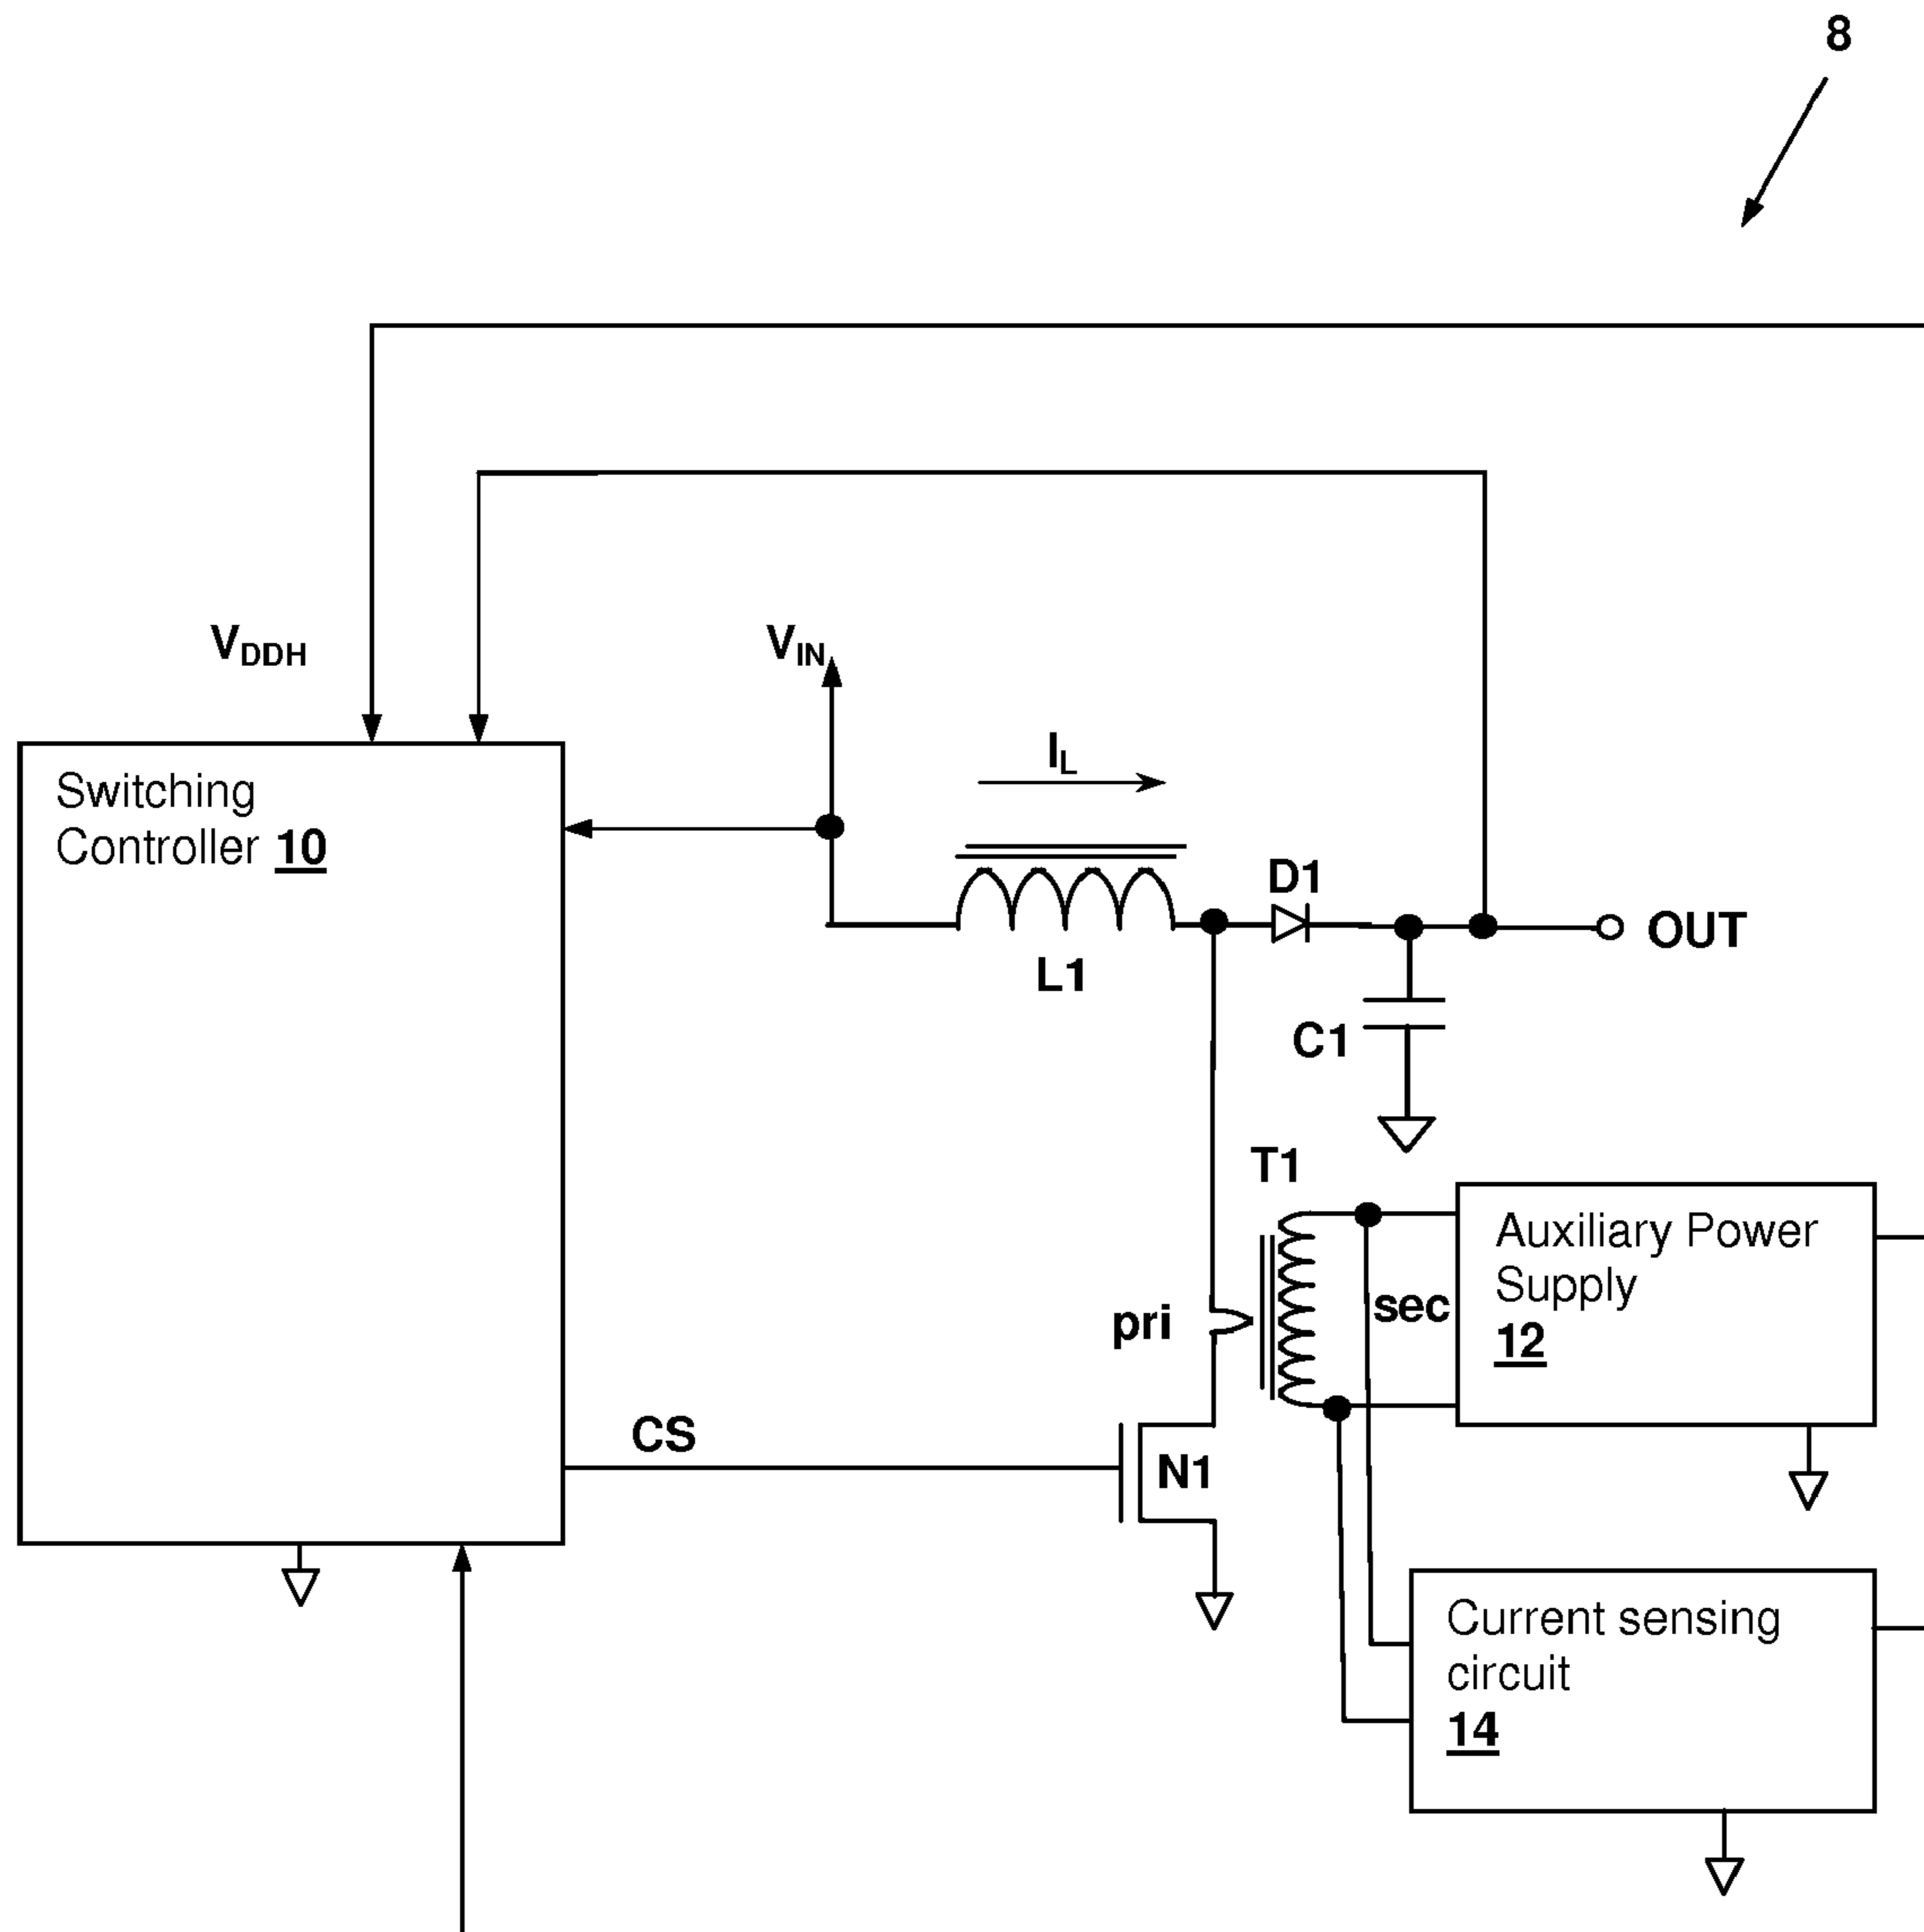 8
VDDH
VIN
IL
Switching
Controller 10
D1
OUT
L1
C1
T1
Auxiliary Power
Supply
12
sec
pri
CS
N1
Current sensing
circuit
14